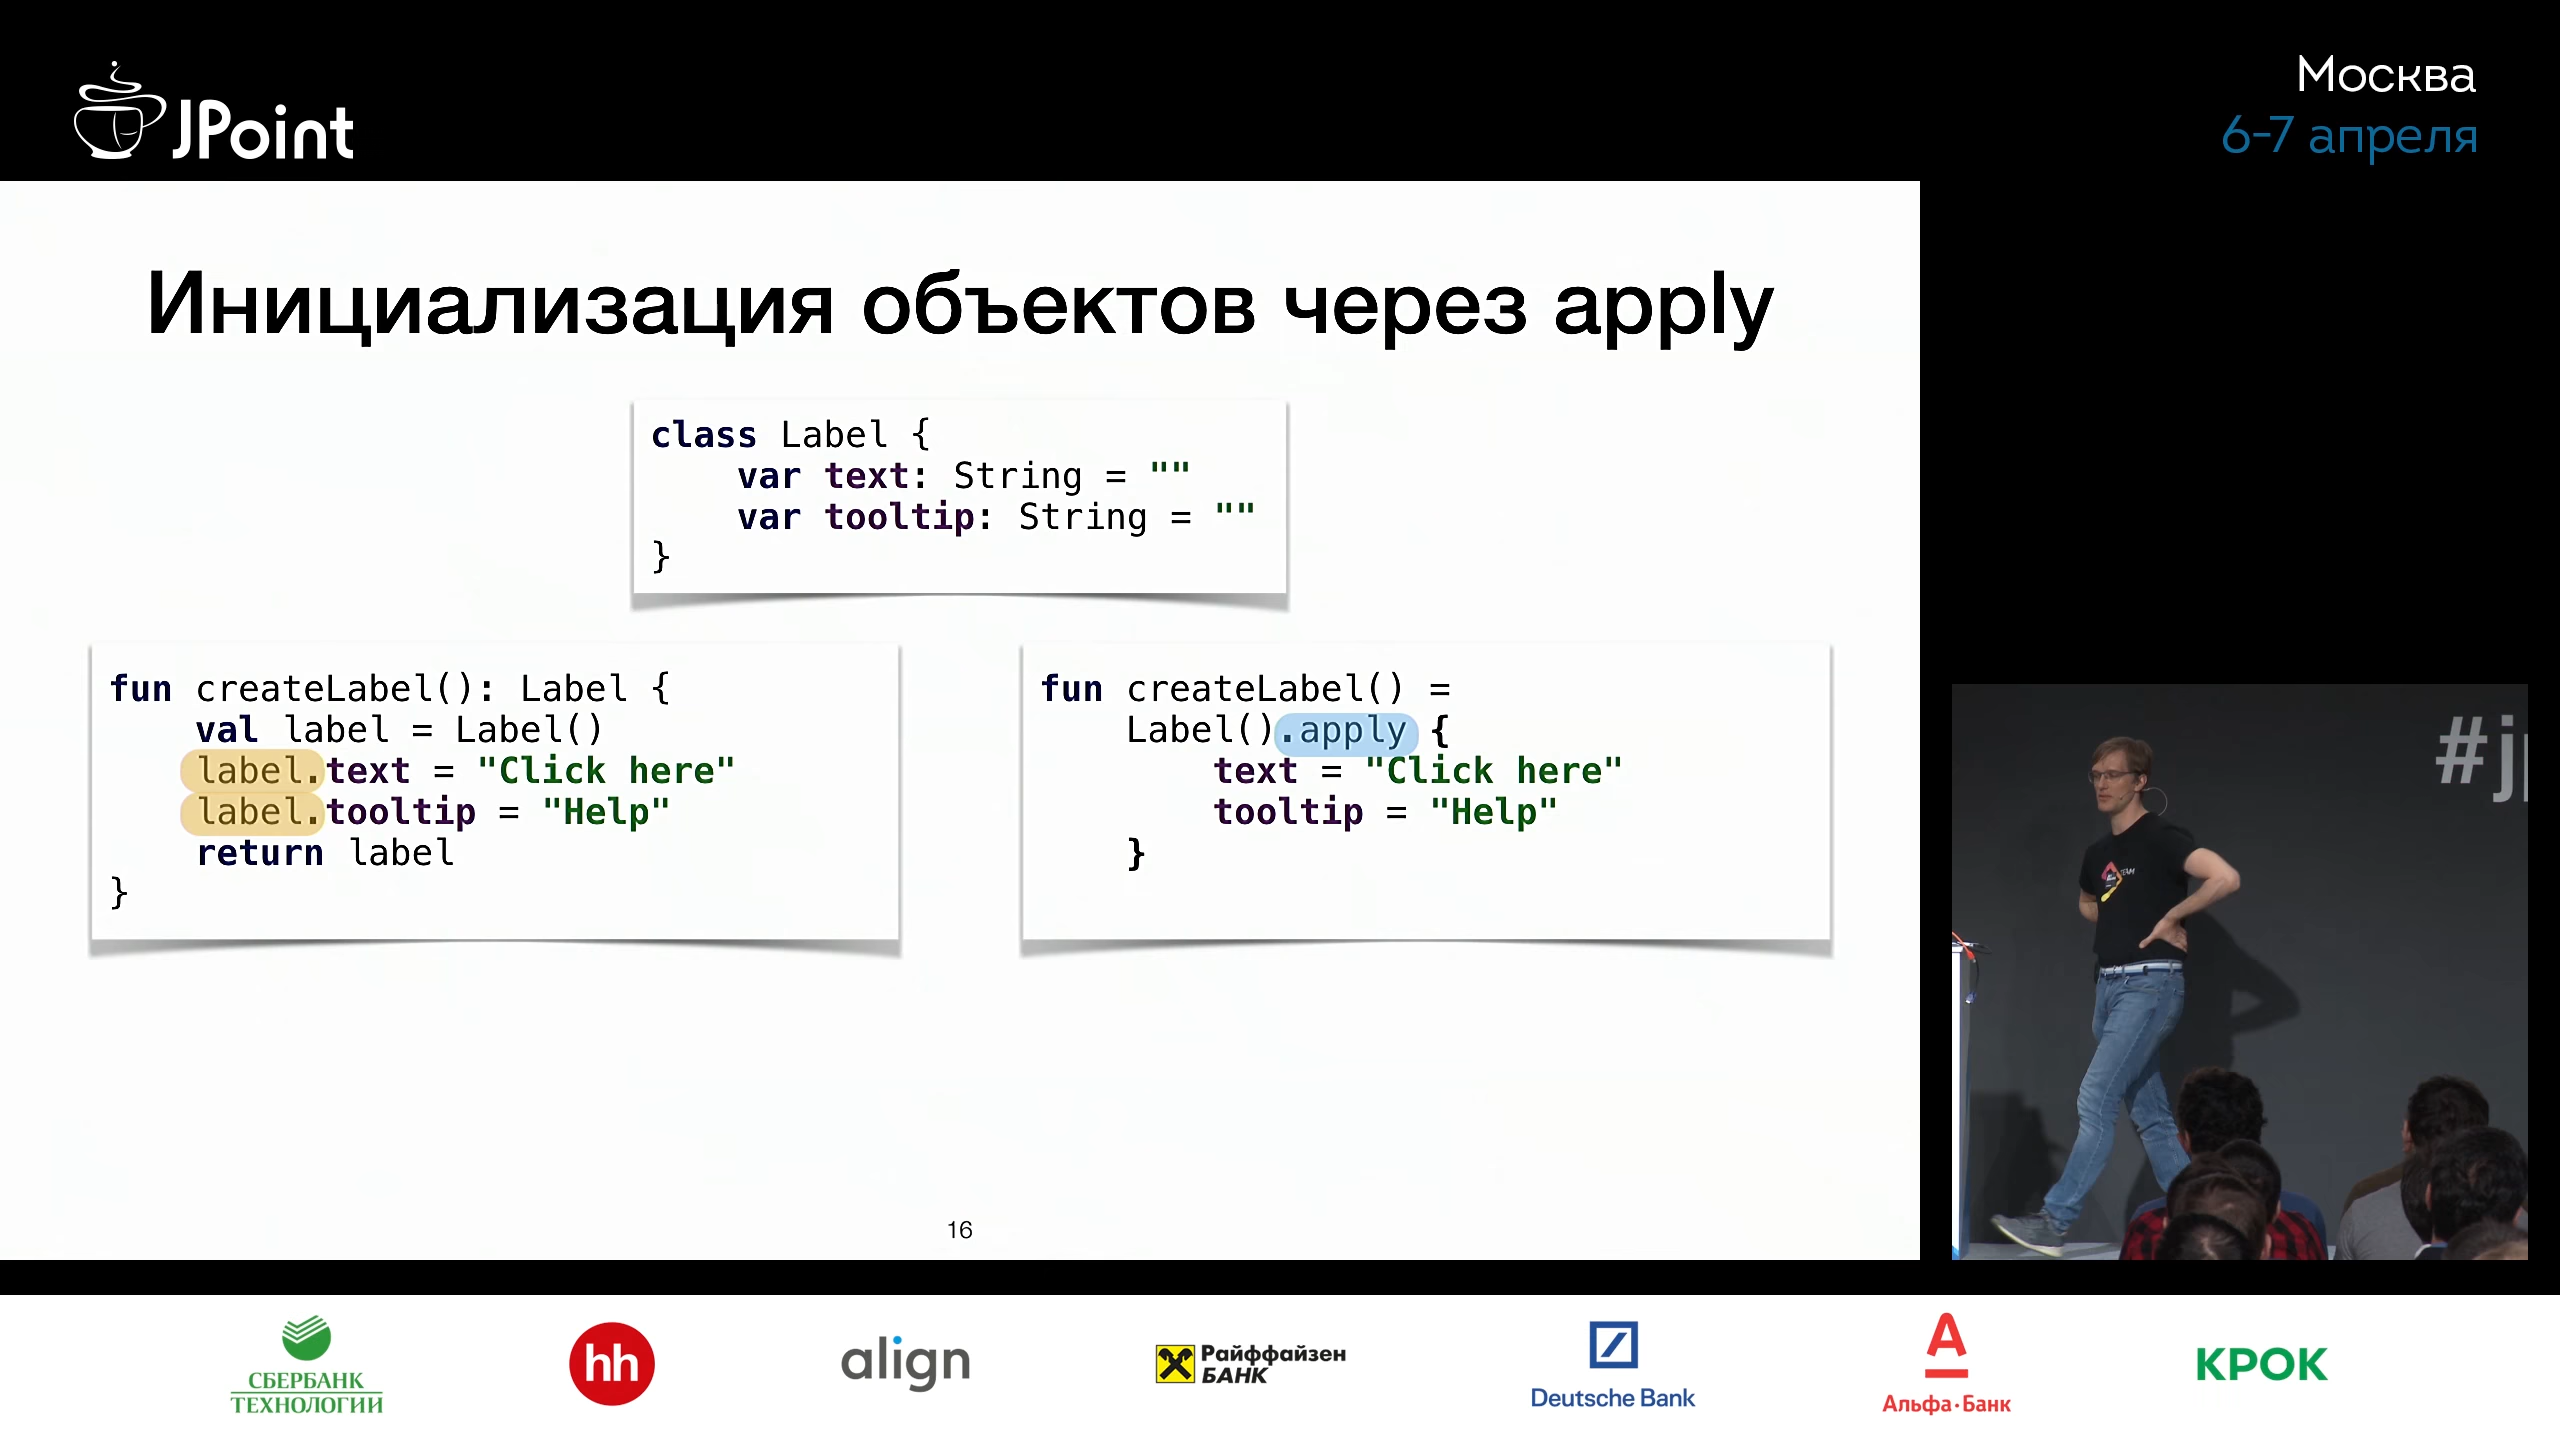 JPoint
Москва
6-7 апреля
Инициализация объектов через apply
class Label {
    var text: String = ""
    var tooltip: String = ""
}
fun createLabel(): Label {
    val label = Label()
    label.text = "Click here"
    label.tooltip = "Help"
    return label
}
fun createLabel() =
    Label().apply {
        text = "Click here"
        tooltip = "Help"
    }
16
#j
СБЕРБАНК
ТЕХНОЛОГИИ
hh
align
Райффайзен
БАНК
Deutsche Bank
А
Альфа·Банк
КРОК